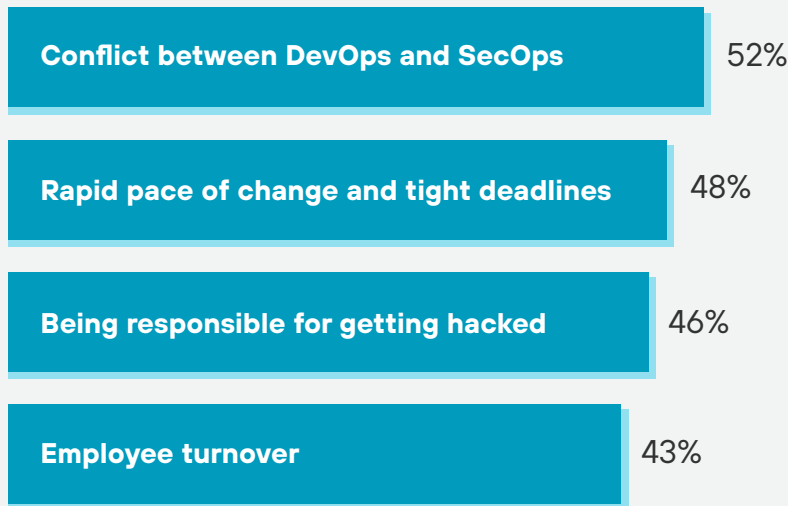 Conflict between DevOps and SecOps 52%
Rapid pace of change and tight deadlines 48%
Being responsible for getting hacked 46%
Employee turnover 43%